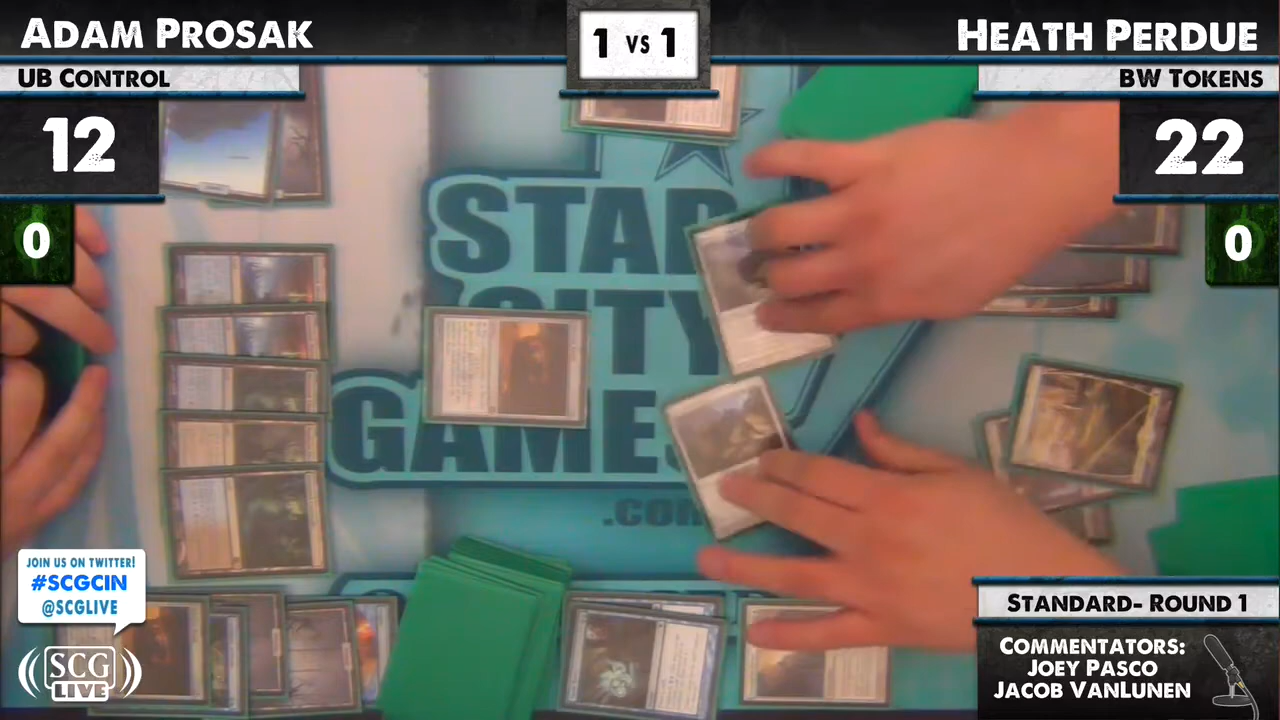 ADAM PROSAK
1 VS 1
HEATH PERDUE
UB CONTROL
BW TOKENS
12
22
0
0
STAR
CITY
GAMES
.com
JOIN US ON TWITTER!
#SCGCIN
@SCGLIVE
SCG
LIVE
STANDARD- ROUND 1
COMMENTATORS:
JOEY PASCO
JACOB VANLUNEN